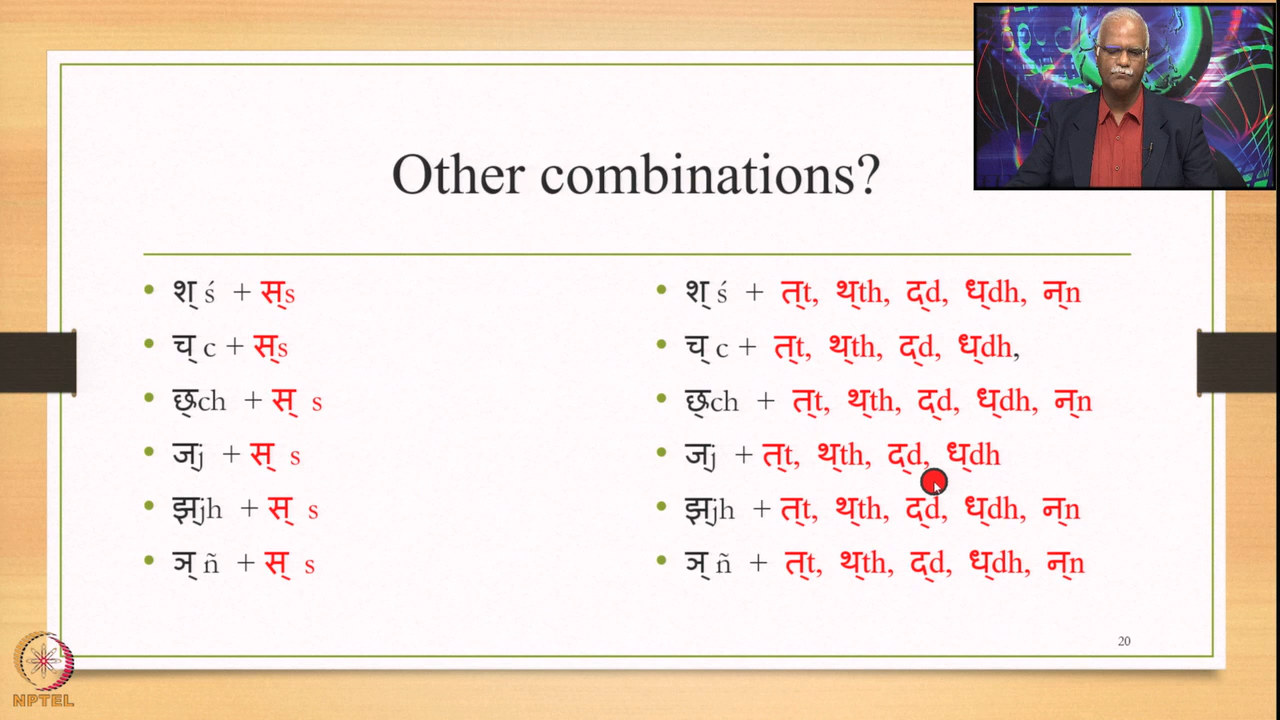 Other combinations?
• श् ś + स्s
• च् c + स्s
• छ्ch + स् s
• ज्j + स् s
• झ्jh + स् s
• ञ् ñ + स् s
• श् ś + त्t, थ्th, द्d, ध्dh, न्n
• च् c + त्t, थ्th, द्d, ध्dh,
• छ्ch + त्t, थ्th, द्d, ध्dh, न्n
• ज्j + त्t, थ्th, द्d, ध्dh
• झ्jh + त्t, थ्th, द्d, ध्dh, न्n
• ञ् ñ + त्t, थ्th, द्d, ध्dh, न्n
20
NPTEL